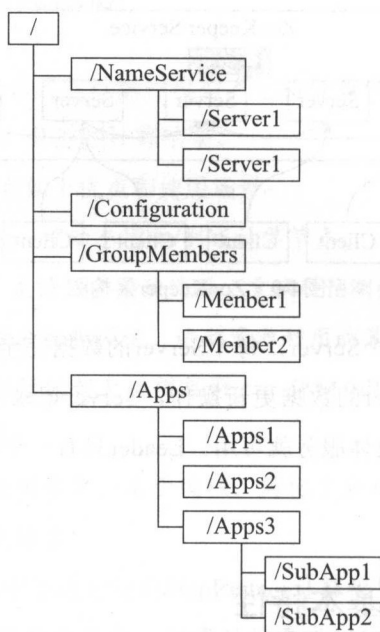 /
/NameService
/Server1
/Server1
/Configuration
/GroupMembers
/Menber1
/Menber2
/Apps
/Apps1
/Apps2
/Apps3
/SubApp1
/SubApp2